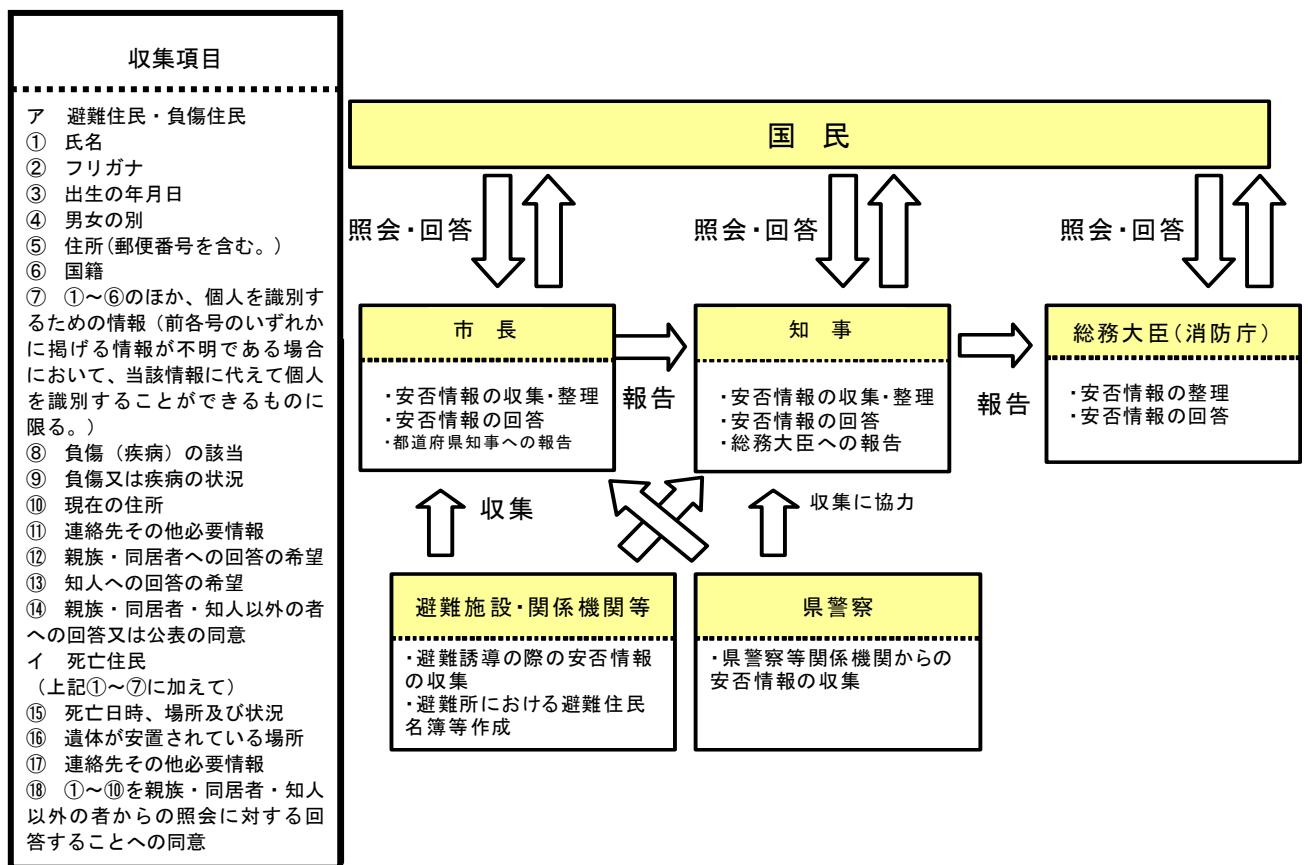 収集項目
ア　避難住民・負傷住民
①　氏名
②　フリガナ
③　出生の年月日
④　男女の別
⑤　住所(郵便番号を含む。)
⑥　国籍
⑦　①～⑥のほか、個人を識別す
るための情報（前各号のいずれか
に掲げる情報が不明である場合
において、当該情報に代えて個人
を識別することができるものに
限る。）
⑧　負傷（疾病）の該当
⑨　負傷又は疾病の状況
⑩　現在の住所
⑪　連絡先その他必要情報
⑫　親族・同居者への回答の希望
⑬　知人への回答の希望
⑭　親族・同居者・知人以外の者
への回答又は公表の同意
イ　死亡住民
（上記①～⑦に加えて）
⑮　死亡日時、場所及び状況
⑯　遺体が安置されている場所
⑰　連絡先その他必要情報
⑱　①～⑩を親族・同居者・知人
以外の者からの照会に対する回
答することへの同意
国　民
照会・回答
照会・回答
照会・回答
市　長
・安否情報の収集・整理
・安否情報の回答
・都道府県知事への報告
報告
知　事
・安否情報の収集・整理
・安否情報の回答
・総務大臣への報告
報告
総務大臣(消防庁)
・安否情報の整理
・安否情報の回答
収集
収集に協力
避難施設・関係機関等
・避難誘導の際の安否情報
の収集
・避難所における避難住民
名簿等作成
県警察
・県警察等関係機関からの
安否情報の収集